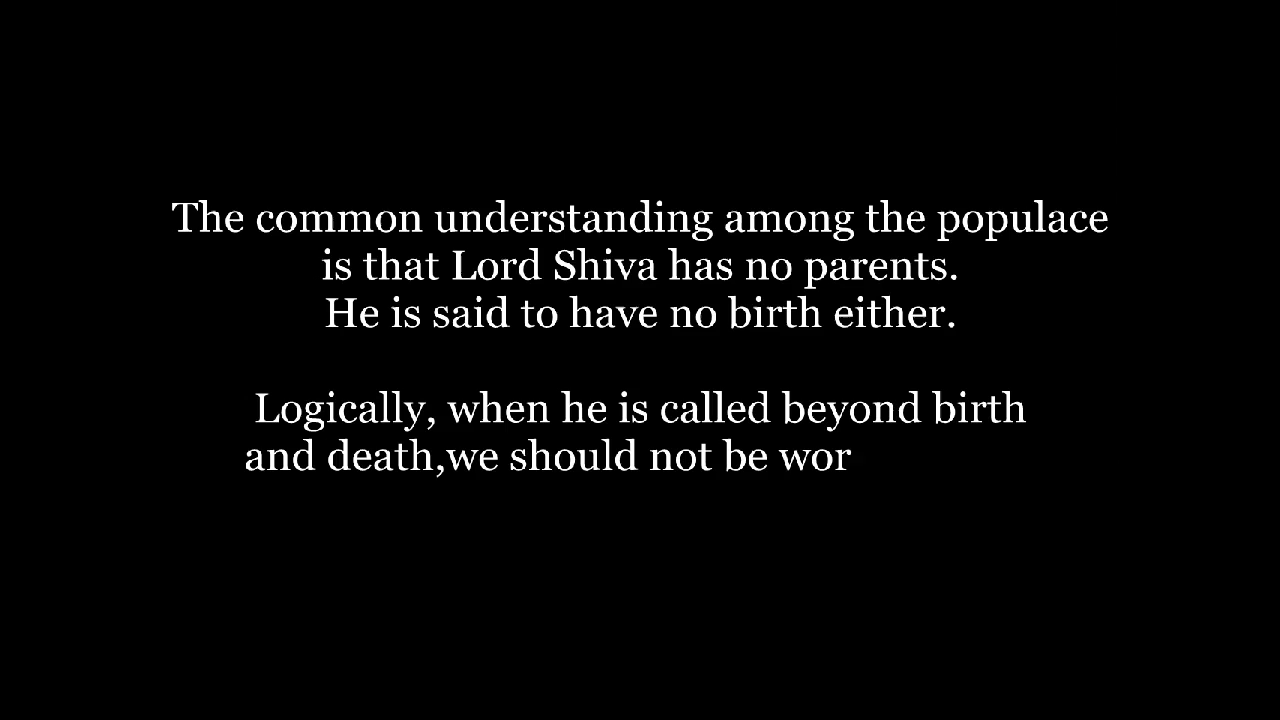 The common understanding among the populace
is that Lord Shiva has no parents.
He is said to have no birth either.
Logically, when he is called beyond birth
and death,we should not be wor